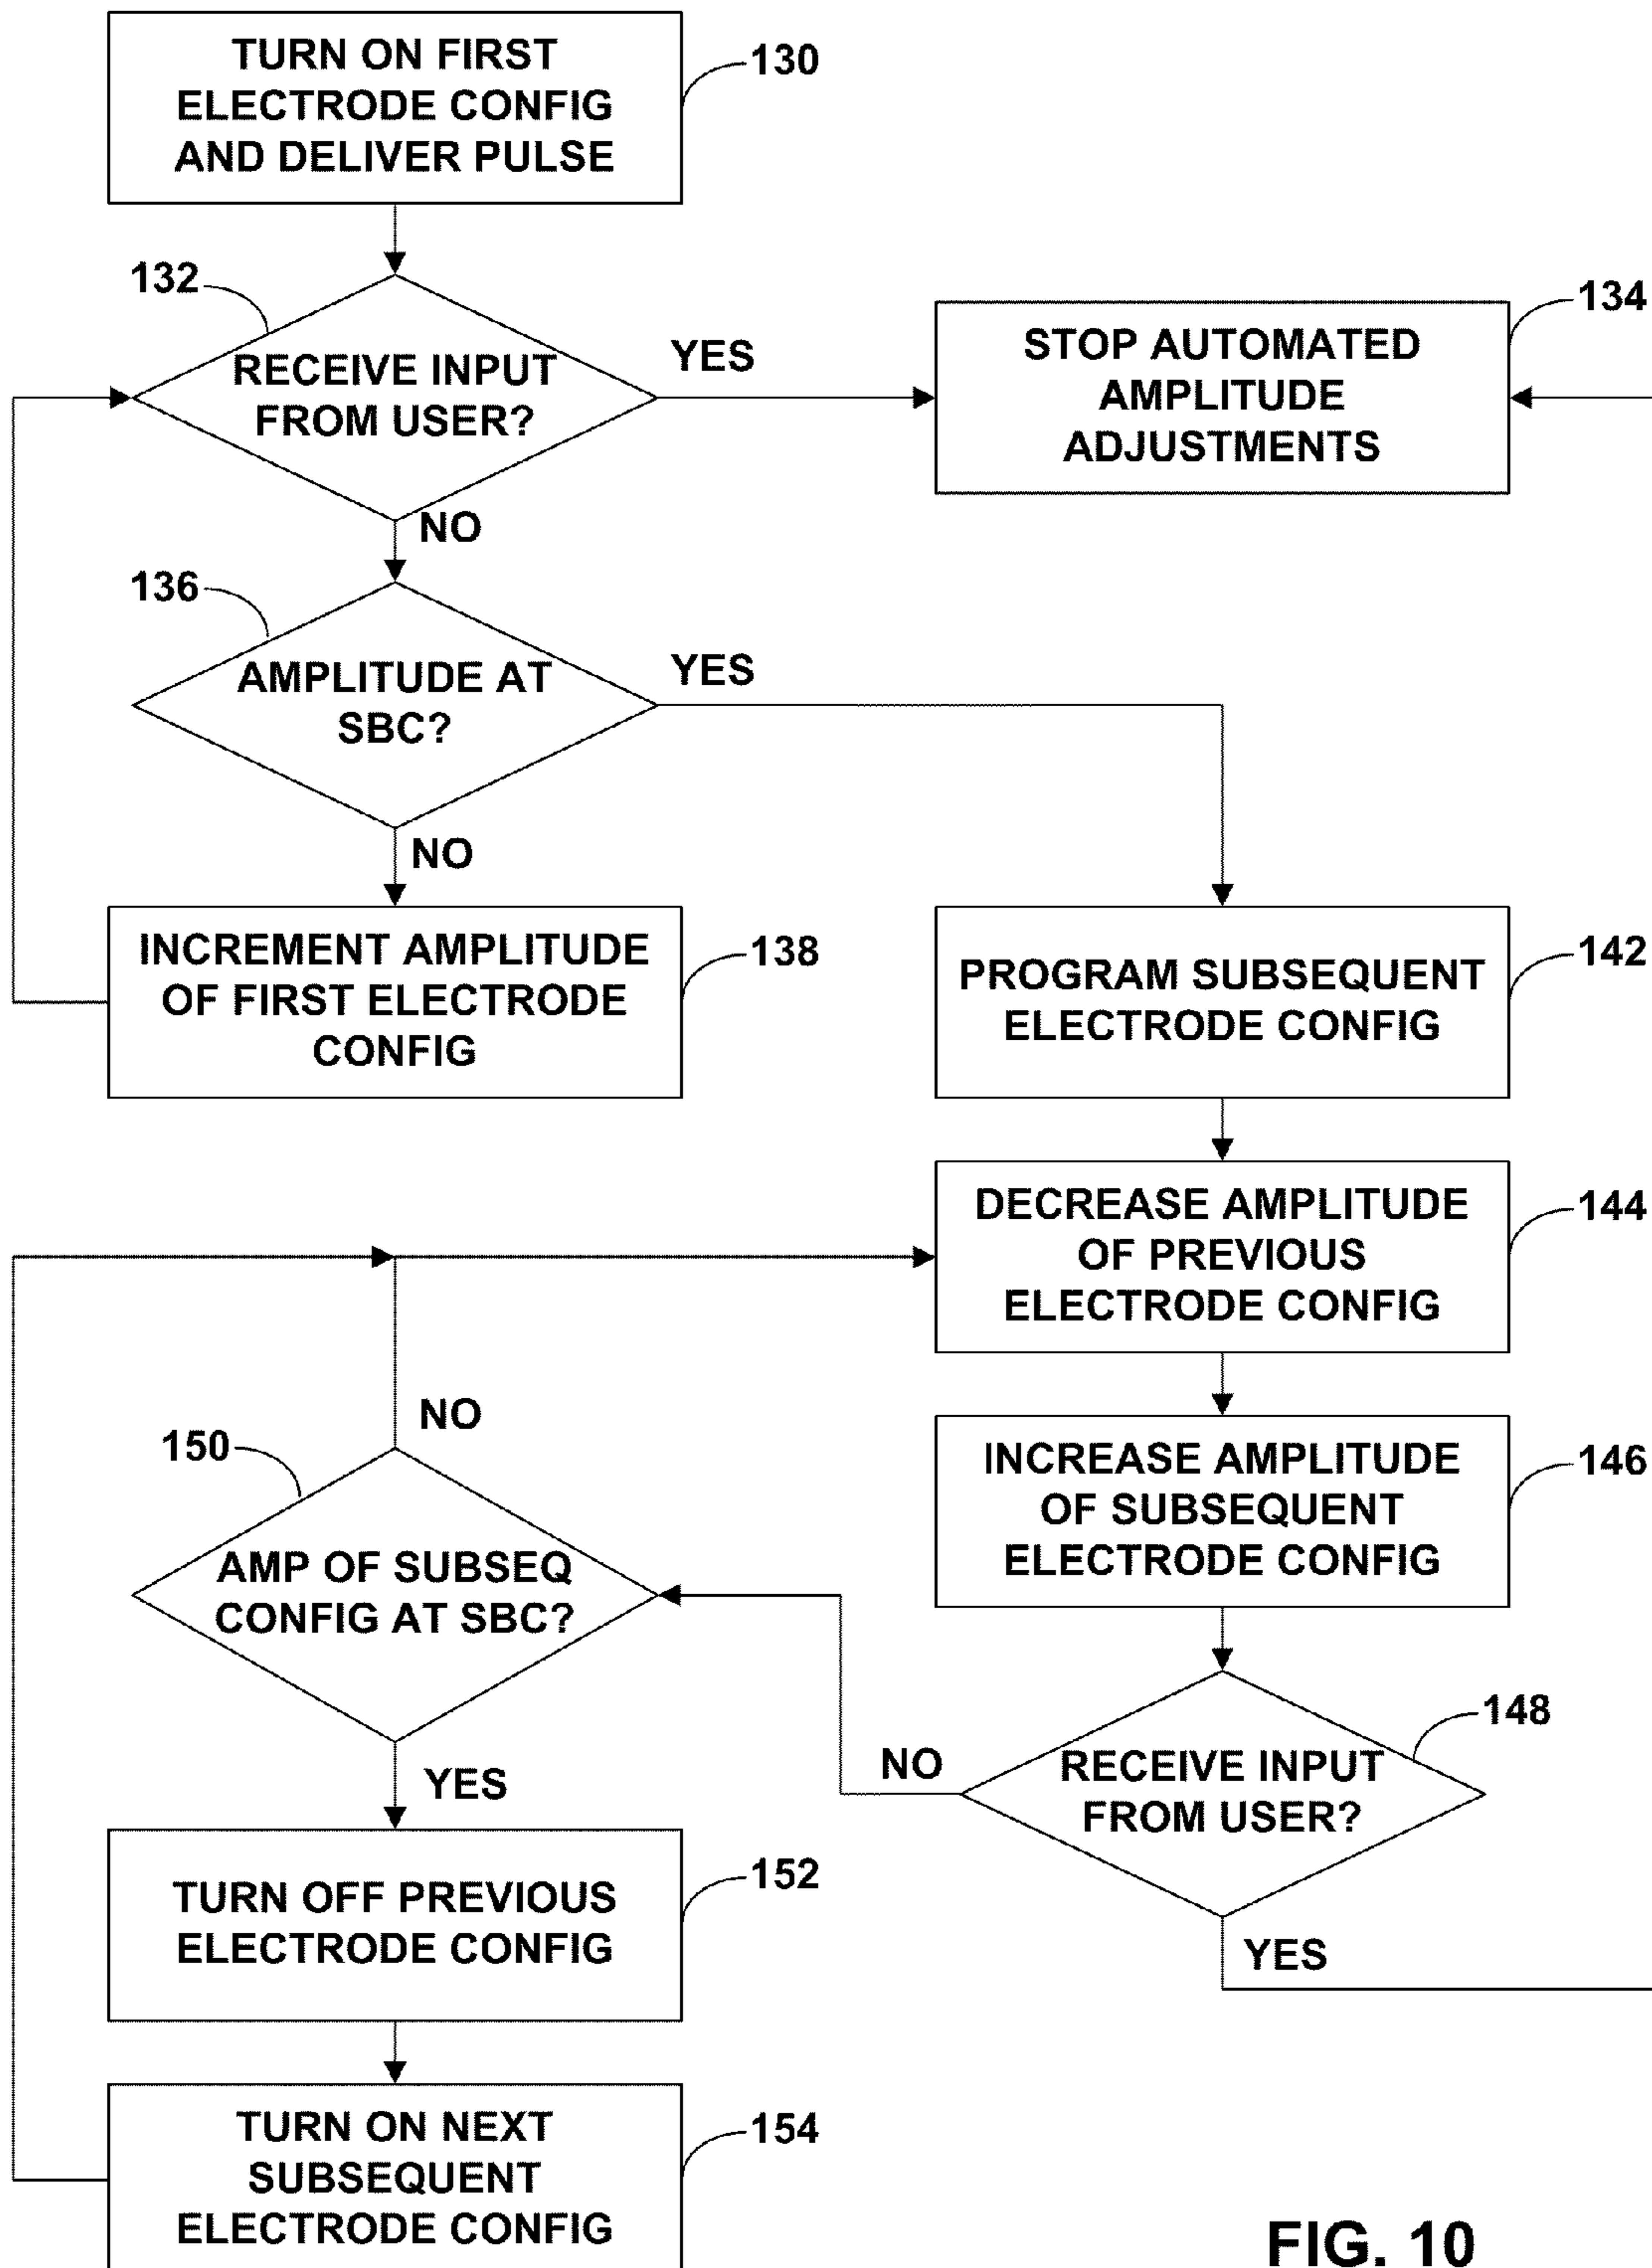 TURN ON FIRST
ELECTRODE CONFIG
AND DELIVER PULSE
130
132
RECEIVE INPUT
FROM USER?
YES
NO
STOP AUTOMATED
AMPLITUDE
ADJUSTMENTS
134
136
AMPLITUDE AT
SBC?
YES
NO
INCREMENT AMPLITUDE
OF FIRST ELECTRODE
CONFIG
138
PROGRAM SUBSEQUENT
ELECTRODE CONFIG
142
DECREASE AMPLITUDE
OF PREVIOUS
ELECTRODE CONFIG
144
INCREASE AMPLITUDE
OF SUBSEQUENT
ELECTRODE CONFIG
146
RECEIVE INPUT
FROM USER?
148
NO
YES
150
AMP OF SUBSEQ
CONFIG AT SBC?
NO
YES
TURN OFF PREVIOUS
ELECTRODE CONFIG
152
TURN ON NEXT
SUBSEQUENT
ELECTRODE CONFIG
154
FIG. 10